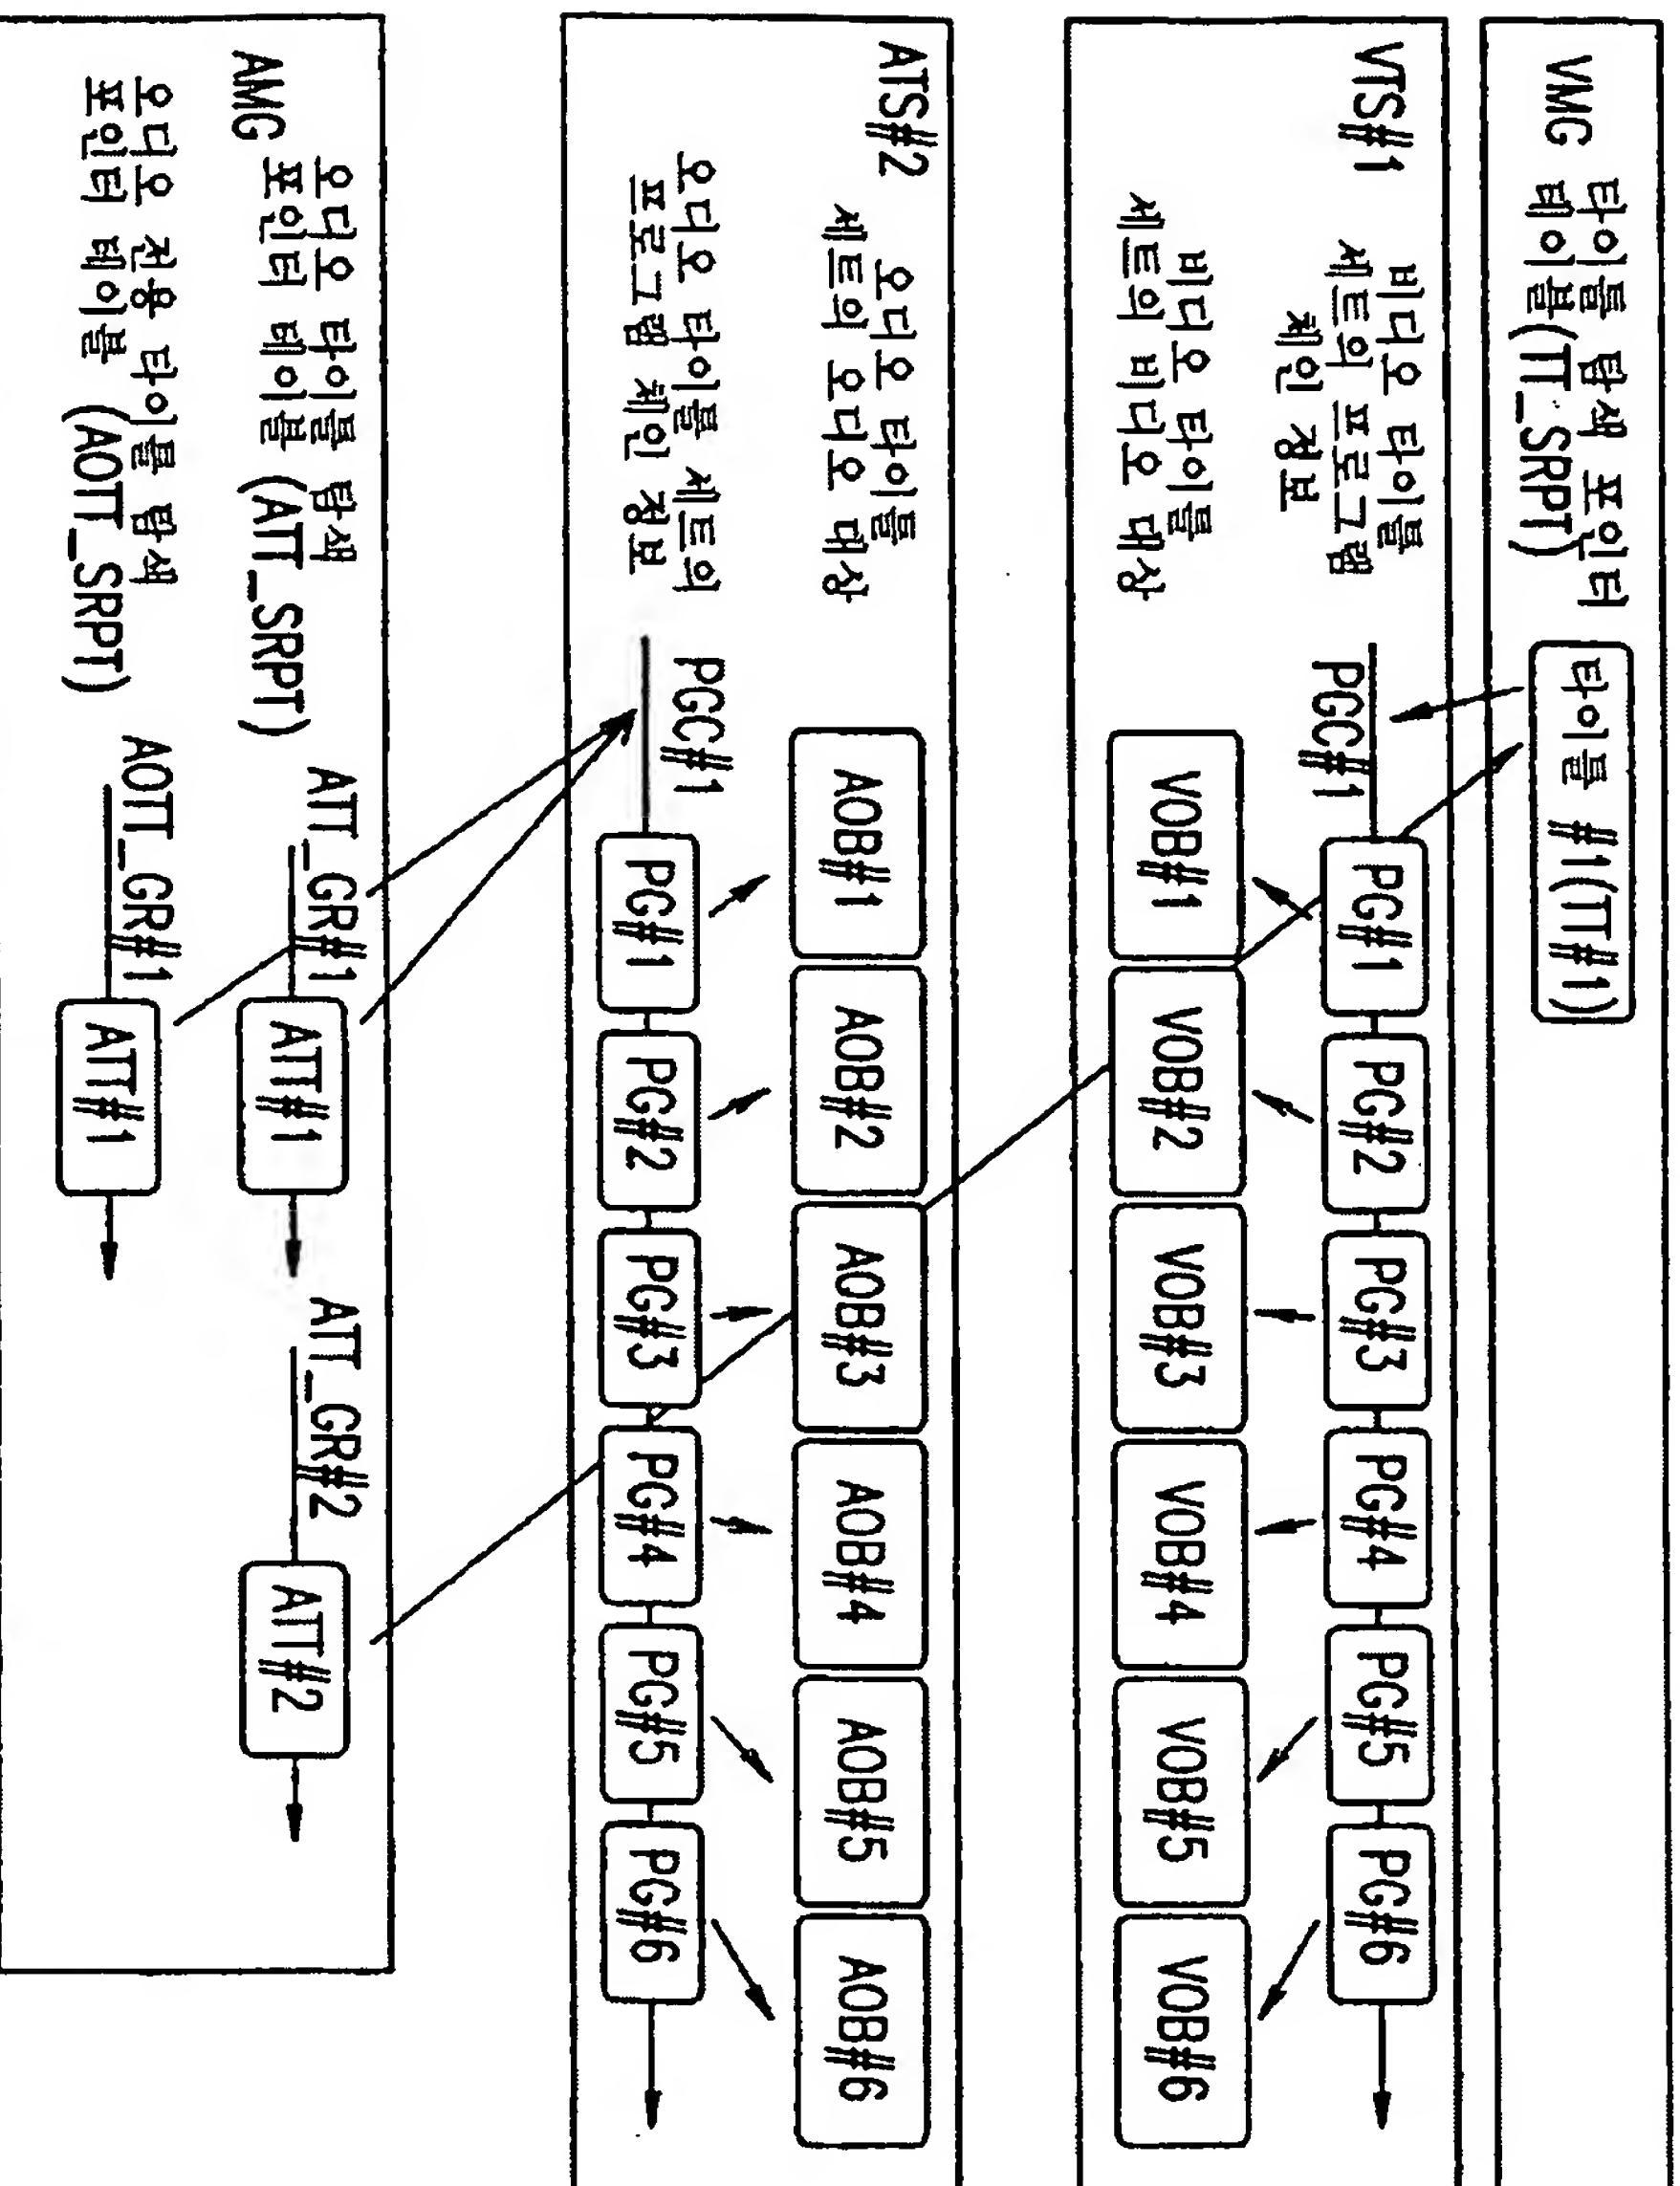 VMG
타이틀 탐색 포인터
테이블(TT_SRPT)
타이틀 #1(TT#1)
VTS#1
비디오 타이틀
세트의 프로그램
체인 정보
PGC#1
PG#1
PG#2
PG#3
PG#4
PG#5
PG#6
비디오 타이틀
세트의 비디오 대상
VOB#1
VOB#2
VOB#3
VOB#4
VOB#5
VOB#6
ATS#2
오디오 타이틀
세트의 오디오 대상
AOB#1
AOB#2
AOB#3
AOB#4
AOB#5
AOB#6
오디오 타이틀 세트의
프로그램 체인 정보
PGC#1
PG#1
PG#2
PG#3
PG#4
PG#5
PG#6
AMG
오디오 타이틀 탐색
포인터 테이블 (ATT_SRPT)
ATT_GR#1
ATT#1
ATT_GR#2
ATT#2
오디오 전용 타이틀 탐색
포인터 테이블 (AOTT_SRPT)
AOTT_GR#1
ATT#1